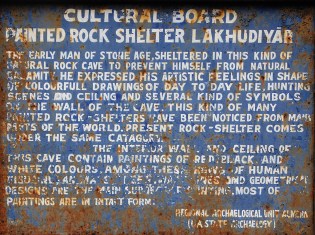 CULTURAL BOARD
PAINTED ROCK SHELTER LAKHUDIYAR
THE EARLY MAN OF STONE AGE, SHELTERED IN THIS KIND OF
NATURAL ROCK CAVE TO PREVENT HIMSELF FROM NATURAL
CALAMITY HE EXPRESSED HIS ARTISTIC FEELINGS IN SHAPE
OF COLOURFULL DRAWINGS OF DAY TO DAY LIFE, HUNTING
SCENES AND CEILING AND SEVERAL KIND OF SYMBOLS
ON THE WALL OF THE CAVE. THIS KIND OF MANY
PAINTED ROCK-SHELTERS HAVE BEEN NOTICED FROM MANY
PARTS OF THE WORLD. PRESENT ROCK-SHELTER COMES
UNDER THE SAME CATAGORY.
THE INTERIOR WALL AND CEILING OF
THIS CAVE CONTAIN PAINTINGS OF RED, BLACK, AND
WHITE COLOURS. AMONG THESE ROWS OF HUMAN
AND GEOMETRICAL
DESIGNS ARE THE MAIN SUBJECT OF PAINTING, MOST OF
PAINTINGS ARE IN INTACT FORM.
REGIONAL ARCHAEOLOGICAL UNIT ALMORA
(U.A STATE ARCHAEOLOGY)